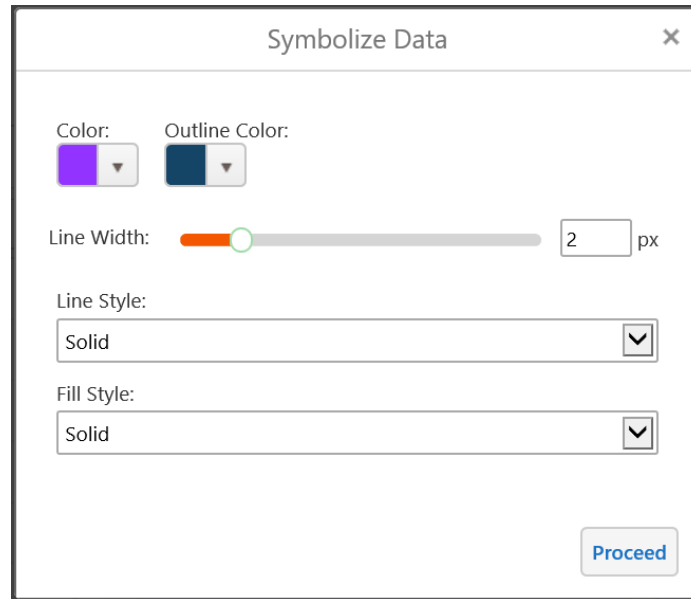 Symbolize Data ×
Color: Outline Color:
Line Width: 2 px
Line Style:
Solid
Fill Style:
Solid
Proceed